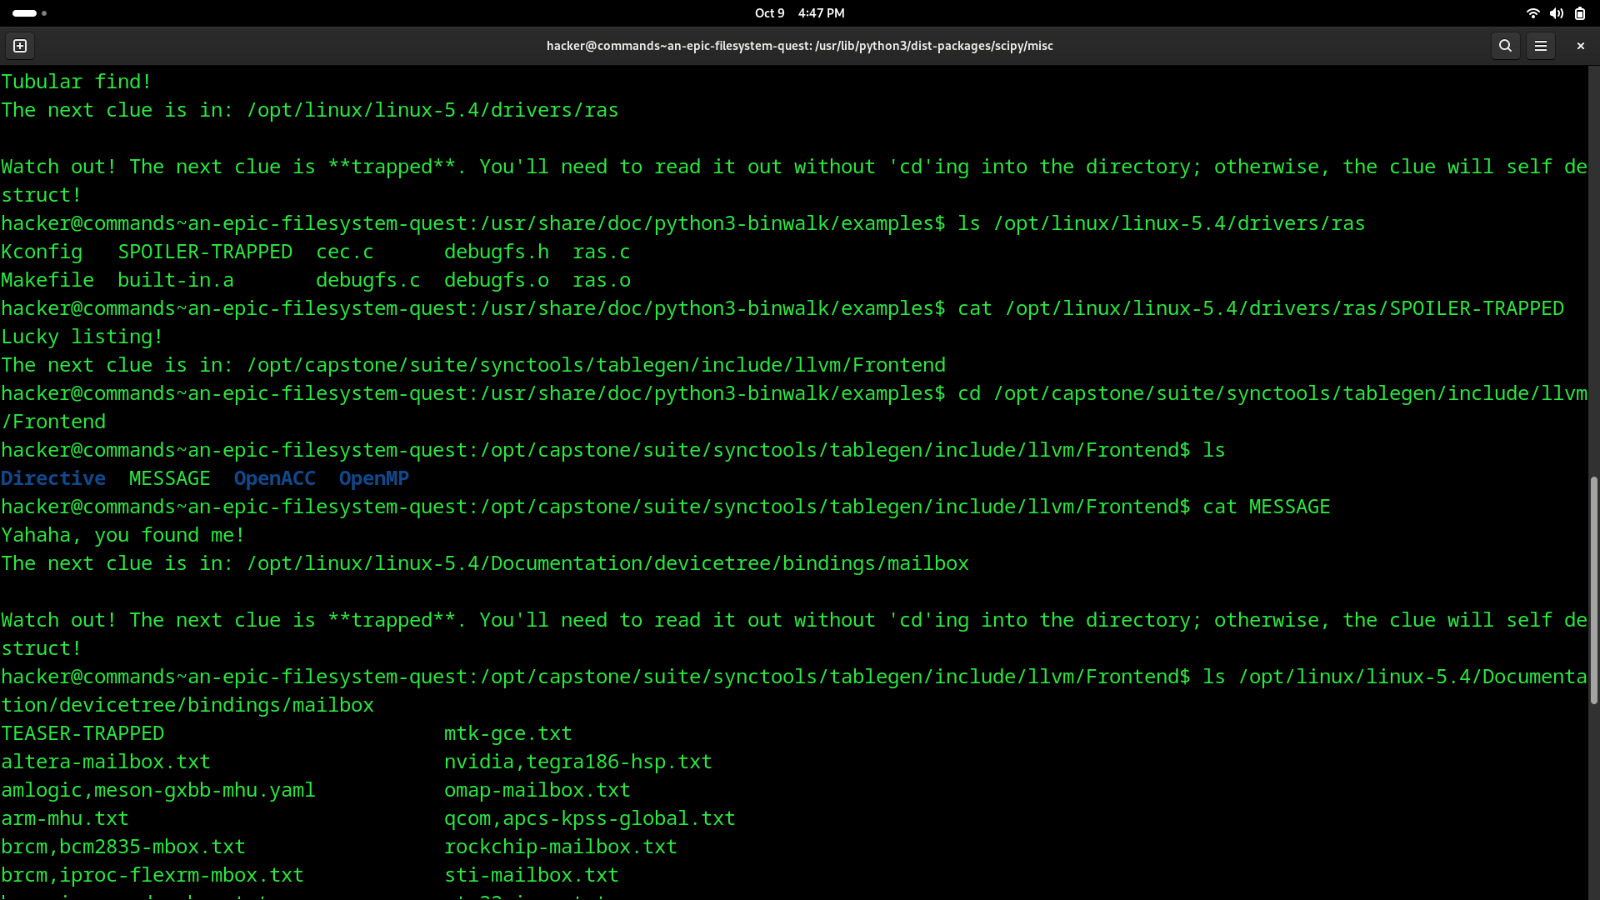 Oct 9 4:47 PM
hacker@commands~an-epic-filesystem-quest: /usr/lib/python3/dist-packages/scipy/misc
Tubular find!
The next clue is in: /opt/linux/linux-5.4/drivers/ras
Watch out! The next clue is **trapped**. You'll need to read it out without 'cd'ing into the directory; otherwise, the clue will self de
struct!
hacker@commands~an-epic-filesystem-quest:/usr/share/doc/python3-binwalk/examples$ ls /opt/linux/linux-5.4/drivers/ras
Kconfig   SPOILER-TRAPPED  cec.c      debugfs.h  ras.c
Makefile  built-in.a       debugfs.c  debugfs.o  ras.o
hacker@commands~an-epic-filesystem-quest:/usr/share/doc/python3-binwalk/examples$ cat /opt/linux/linux-5.4/drivers/ras/SPOILER-TRAPPED
Lucky listing!
The next clue is in: /opt/capstone/suite/synctools/tablegen/include/llvm/Frontend
hacker@commands~an-epic-filesystem-quest:/usr/share/doc/python3-binwalk/examples$ cd /opt/capstone/suite/synctools/tablegen/include/llvm
/Frontend
hacker@commands~an-epic-filesystem-quest:/opt/capstone/suite/synctools/tablegen/include/llvm/Frontend$ ls
Directive  MESSAGE  OpenACC  OpenMP
hacker@commands~an-epic-filesystem-quest:/opt/capstone/suite/synctools/tablegen/include/llvm/Frontend$ cat MESSAGE
Yahaha, you found me!
The next clue is in: /opt/linux/linux-5.4/Documentation/devicetree/bindings/mailbox
Watch out! The next clue is **trapped**. You'll need to read it out without 'cd'ing into the directory; otherwise, the clue will self de
struct!
hacker@commands~an-epic-filesystem-quest:/opt/capstone/suite/synctools/tablegen/include/llvm/Frontend$ ls /opt/linux/linux-5.4/Documenta
tion/devicetree/bindings/mailbox
TEASER-TRAPPED                        mtk-gce.txt
altera-mailbox.txt                    nvidia,tegra186-hsp.txt
amlogic,meson-gxbb-mhu.yaml           omap-mailbox.txt
arm-mhu.txt                           qcom,apcs-kpss-global.txt
brcm,bcm2835-mbox.txt                 rockchip-mailbox.txt
brcm,iproc-flexrm-mbox.txt            sti-mailbox.txt